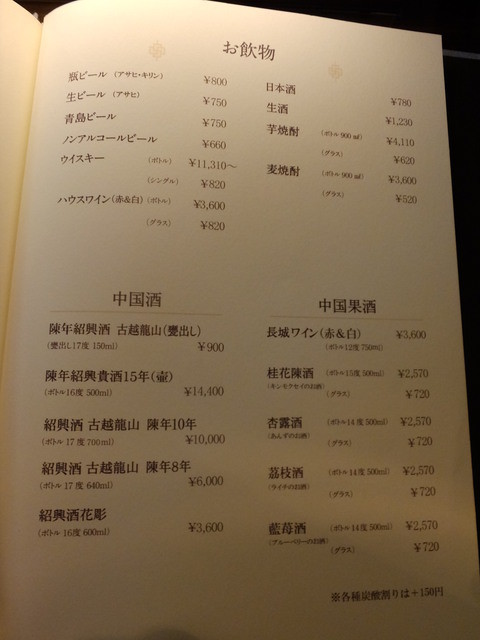 お飲物
瓶ビール (アサヒ・キリン) ¥800
生ビール (アサヒ) ¥750
青島ビール ¥750
ノンアルコールビール ¥660
ウイスキー (ボトル) ¥11,310~
(シングル) ¥820
ハウスワイン(赤&白) (ボトル) ¥3,600
(グラス) ¥820
日本酒 ¥780
生酒 ¥1,230
芋焼酎 (ボトル 900㎖) ¥4,110
(グラス) ¥620
麦焼酎 (ボトル 900㎖) ¥3,600
(グラス) ¥520
中国酒
陳年紹興酒 古越龍山(甕出し)
(甕出し17度 150ml) ¥900
陳年紹興貴酒15年(壺)
(ボトル16度 500ml) ¥14,400
紹興酒 古越龍山 陳年10年
(ボトル 17度 700ml) ¥10,000
紹興酒 古越龍山 陳年8年
(ボトル 17度 640ml) ¥6,000
紹興酒花彫
(ボトル 16度 600ml) ¥3,600
中国果酒
長城ワイン(赤&白) ¥3,600
(ボトル12度 750ml)
桂花陳酒 (ボトル15度 500ml) ¥2,570
(キンモクセイのお酒) (グラス) ¥720
杏露酒 (ボトル14度 500ml) ¥2,570
(あんずのお酒) (グラス) ¥720
茘枝酒 (ボトル14度 500ml) ¥2,570
(ライチのお酒) (グラス) ¥720
藍苺酒 (ボトル14度 500ml) ¥2,570
(ブルーベリーのお酒) (グラス) ¥720
※各種炭酸割りは+150円